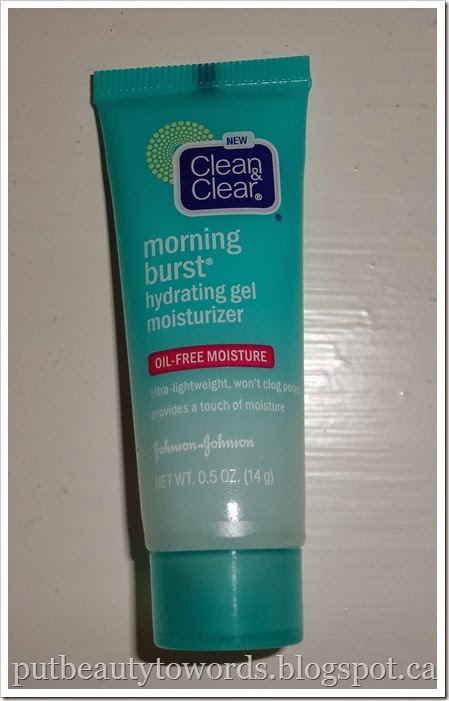 NEW
Clean &
Clear®
®
morning
burst®
hydrating gel
moisturizer
OIL-FREE MOISTURE
ultra-lightweight, won't clog pores
provides a touch of moisture
Johnson & Johnson
NET WT. 0.5 OZ. (14 g)
putbeautytowords.blogspot.ca